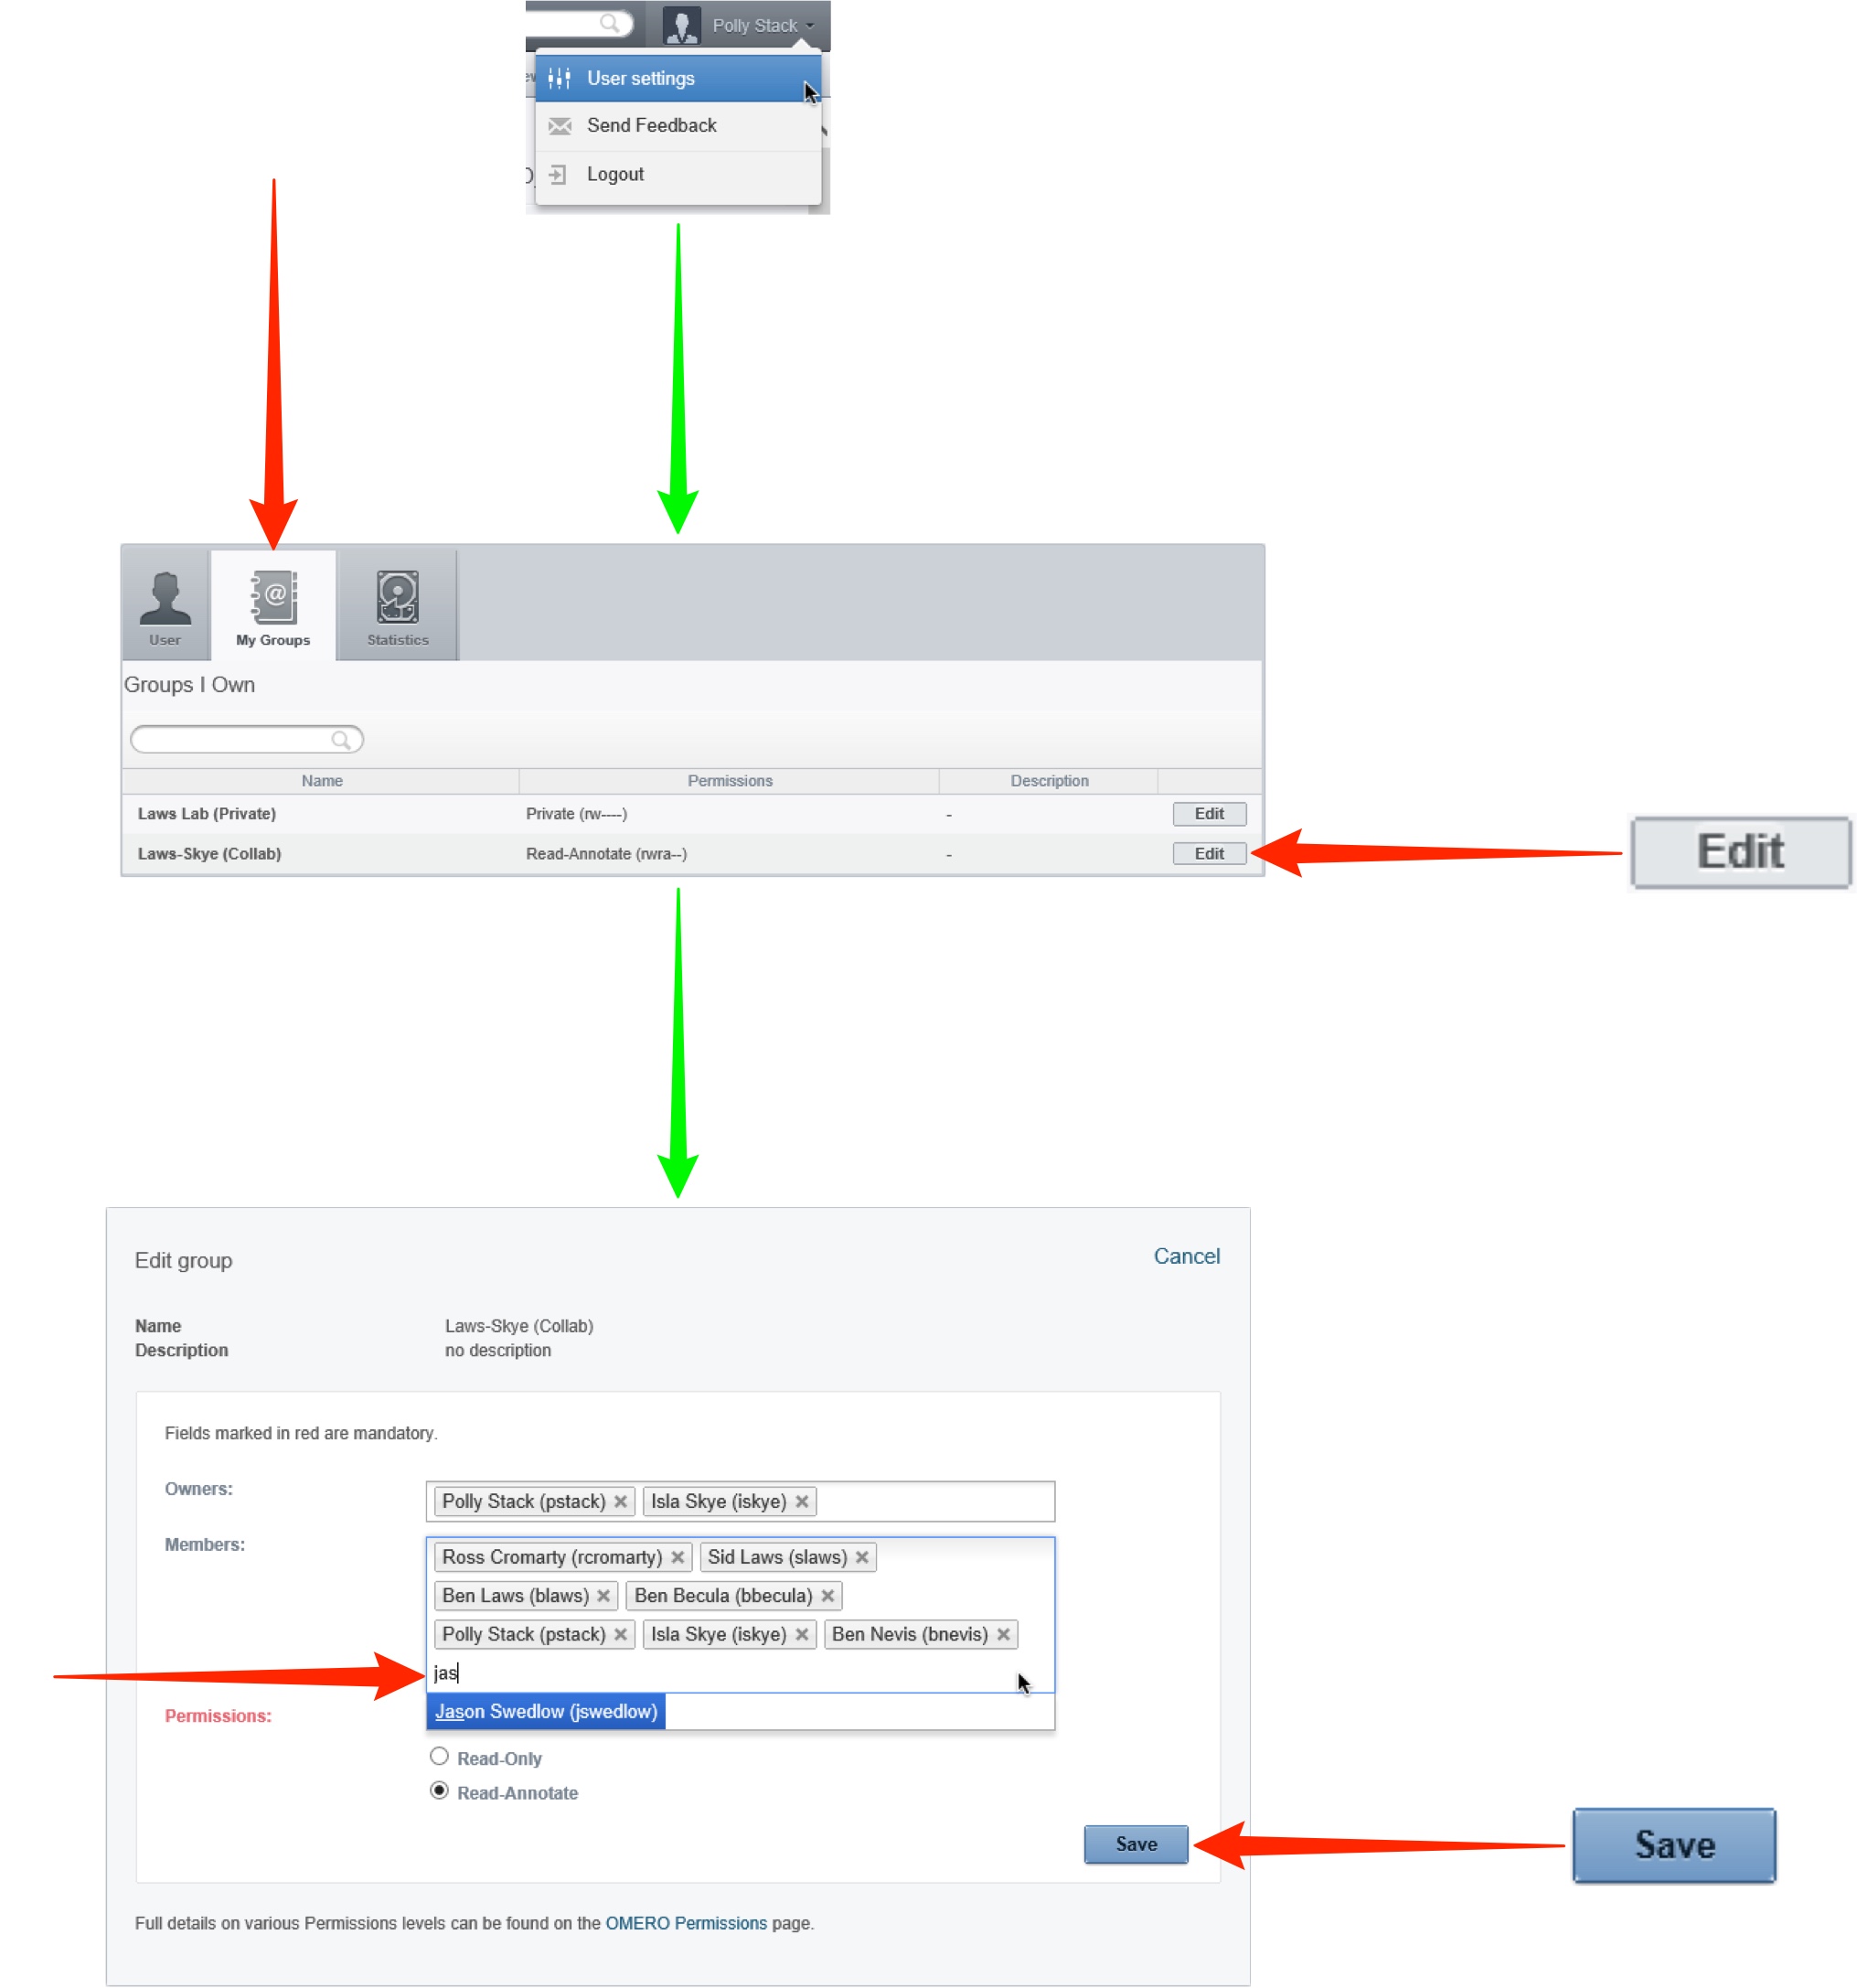 Polly Stack
User settings
Send Feedback
Logout
User
My Groups
Statistics
Groups I Own
Name Permissions Description
Laws Lab (Private) Private (rw----) - Edit
Laws-Skye (Collab) Read-Annotate (rwra--) - Edit
Edit
Edit group Cancel
Name Laws-Skye (Collab)
Description no description
Fields marked in red are mandatory.
Owners: Polly Stack (pstack) Isla Skye (iskye)
Members: Ross Cromarty (rcromarty) Sid Laws (slaws)
Ben Laws (blaws) Ben Becula (bbecula)
Polly Stack (pstack) Isla Skye (iskye) Ben Nevis (bnevis)
jas
Permissions: Jason Swedlow (jswedlow)
Read-Only
Read-Annotate
Save
Save
Full details on various Permissions levels can be found on the OMERO Permissions page.